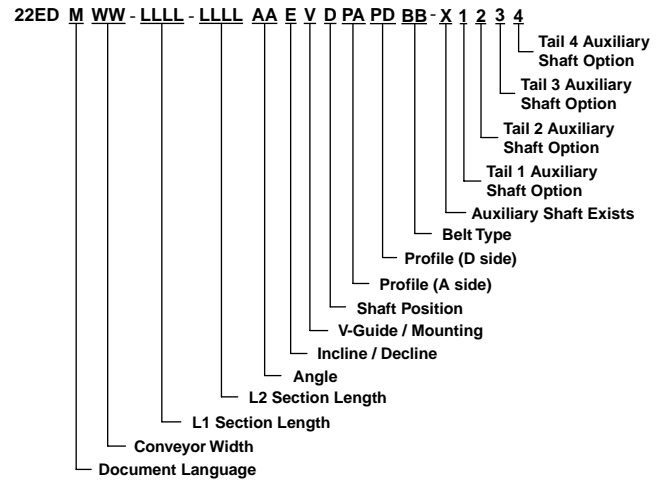 22ED M WW - LLLL - LLLL AA E V D PA PD BB - X 1 2 3 4
Tail 4 Auxiliary
Shaft Option
Tail 3 Auxiliary
Shaft Option
Tail 2 Auxiliary
Shaft Option
Tail 1 Auxiliary
Shaft Option
Auxiliary Shaft Exists
Belt Type
Profile (D side)
Profile (A side)
Shaft Position
V-Guide / Mounting
Incline / Decline
Angle
L2 Section Length
L1 Section Length
Conveyor Width
Document Language